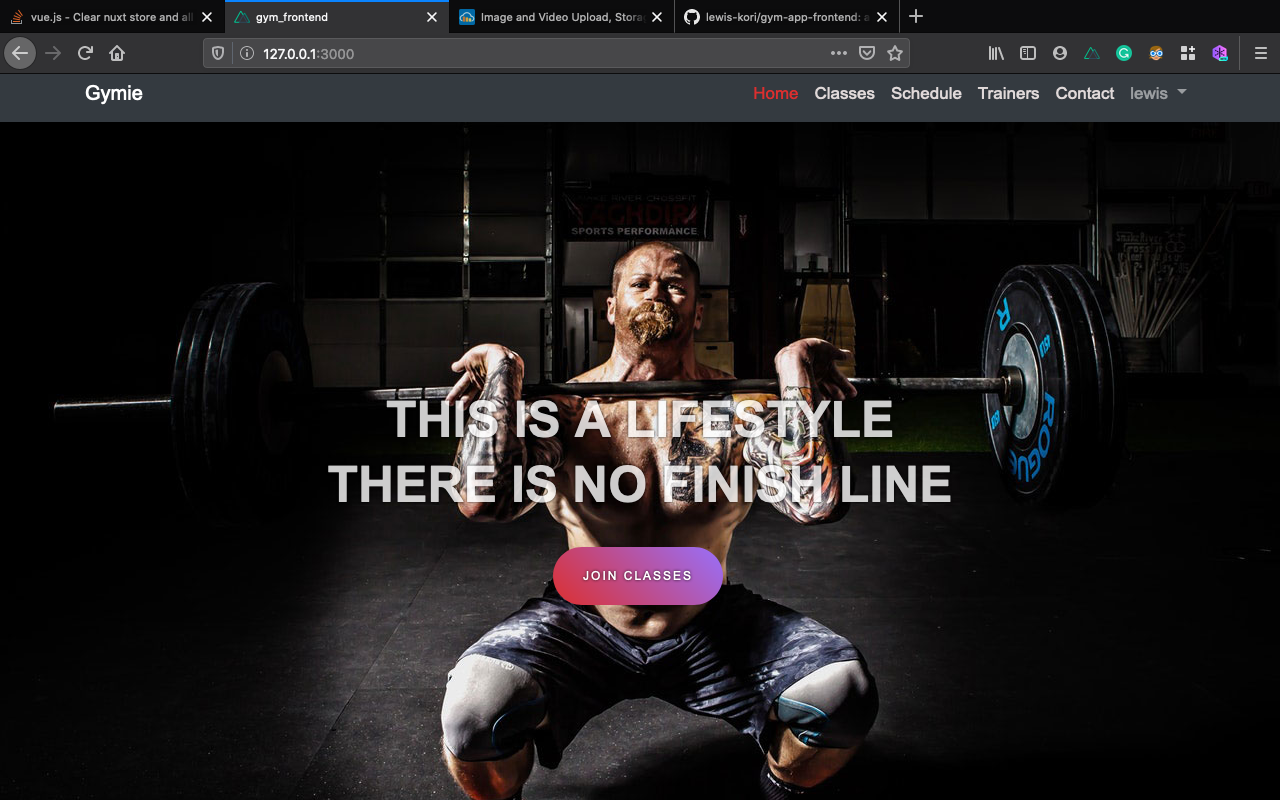 vue.js - Clear nuxt store and al
gym_frontend
Image and Video Upload, Stora
lewis-kori/gym-app-frontend: a
127.0.0.1:3000
Gymie
Home
Classes
Schedule
Trainers
Contact
lewis
SPORTS PERFORMANCE
R
ROGUE
THIS IS A LIFESTYLE
THERE IS NO FINISH LINE
JOIN CLASSES